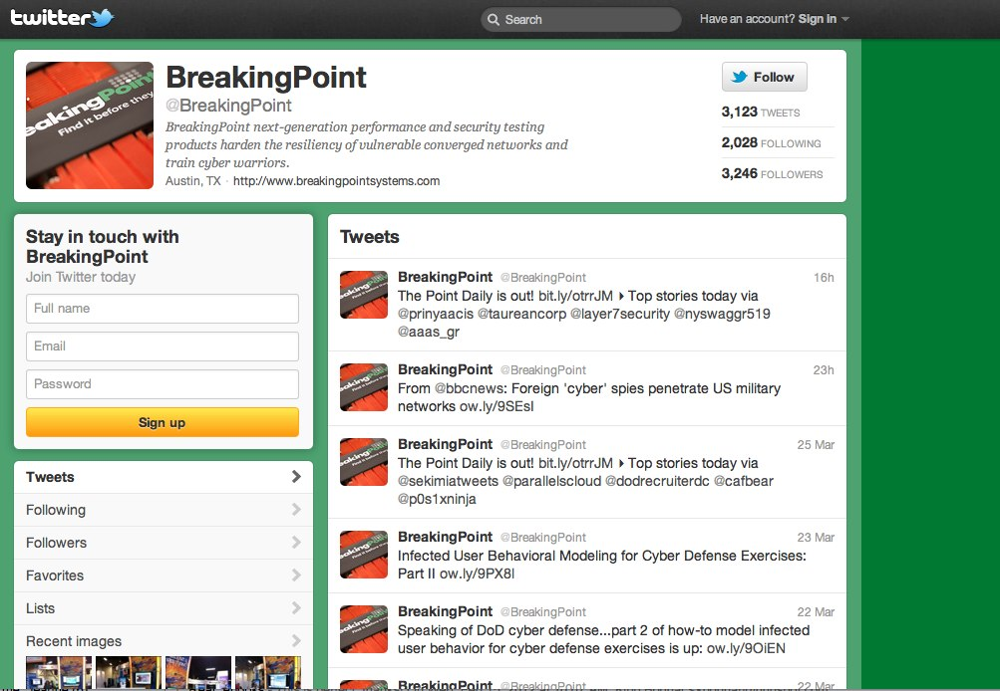 twitter
Search
Have an account? Sign in
eakingPoint
Find it before they
BreakingPoint
@BreakingPoint
BreakingPoint next-generation performance and security testing
products harden the resiliency of vulnerable converged networks and
train cyber warriors.
Austin, TX · http://www.breakingpointsystems.com
Follow
3,123 TWEETS
2,028 FOLLOWING
3,246 FOLLOWERS
Stay in touch with
BreakingPoint
Join Twitter today
Full name
Email
Password
Sign up
Tweets
Following
Followers
Favorites
Lists
Recent images
Tweets
BreakingPoint @BreakingPoint 16h
The Point Daily is out! bit.ly/otrrJM ▸ Top stories today via
@prinyaacis @taureancorp @layer7security @nyswaggr519
@aaas_gr
BreakingPoint @BreakingPoint 23h
From @bbcnews: Foreign 'cyber' spies penetrate US military
networks ow.ly/9SEsI
BreakingPoint @BreakingPoint 25 Mar
The Point Daily is out! bit.ly/otrrJM ▸ Top stories today via
@sekimiatweets @parallelscloud @dodrecruiterdc @cafbear
@p0s1xninja
BreakingPoint @BreakingPoint 23 Mar
Infected User Behavioral Modeling for Cyber Defense Exercises:
Part II ow.ly/9PX8l
BreakingPoint @BreakingPoint 22 Mar
Speaking of DoD cyber defense...part 2 of how-to model infected
user behavior for cyber defense exercises is up: ow.ly/9OiEN
BreakingPoint @BreakingPoint 22 Mar